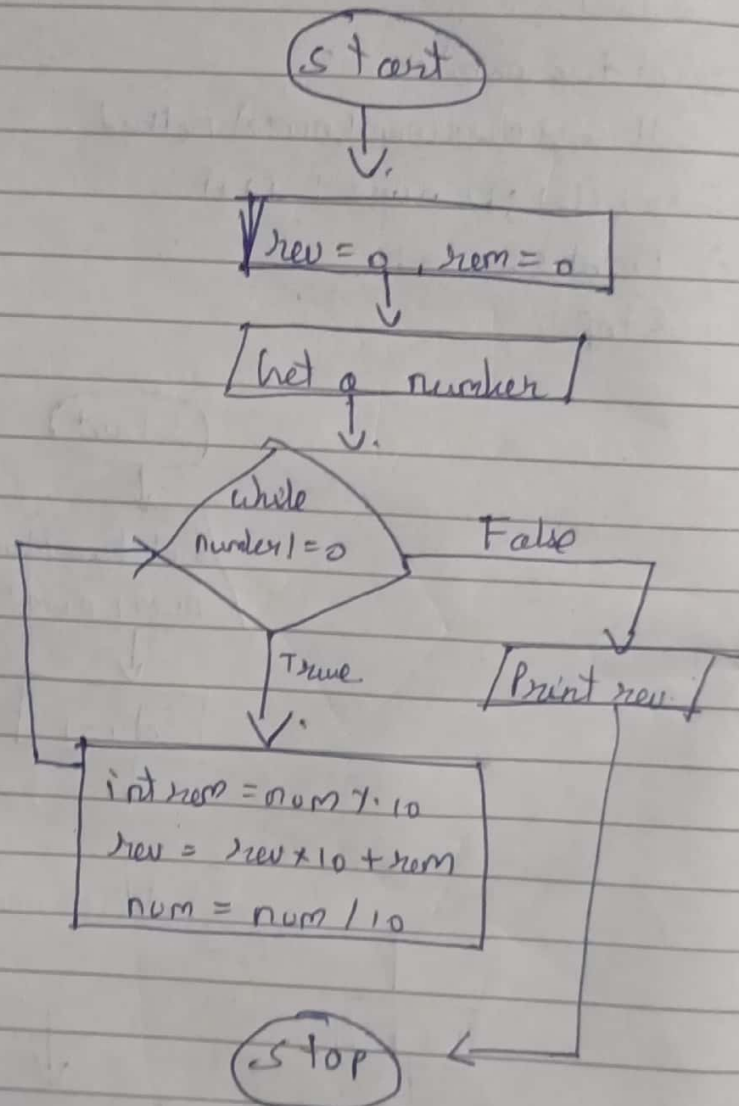 Start
rev = 0, rem = 0
Get a number
while
number != 0
False
True
Print rev
int rem = num % 10
rev = rev * 10 + rem
num = num / 10
Stop